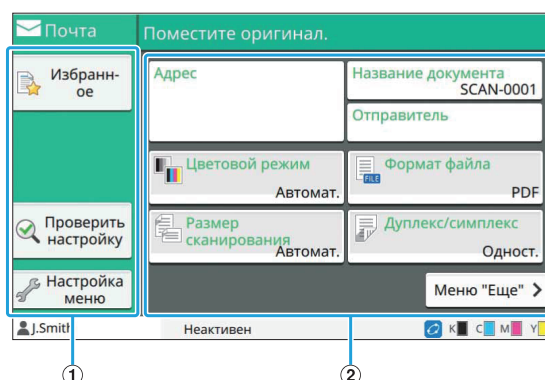 Почта
Поместите оригинал.
Избранн-
ое
Проверить
настройку
Настройка
меню
Адрес
Название документа
SCAN-0001
Отправитель
Цветовой режим
Автомат.
Формат файла
FILE
PDF
Размер
сканирования
Автомат.
Дуплекс/симплекс
Одност.
Меню "Еще"
J.Smith
Неактивен
K C M Y
1
2